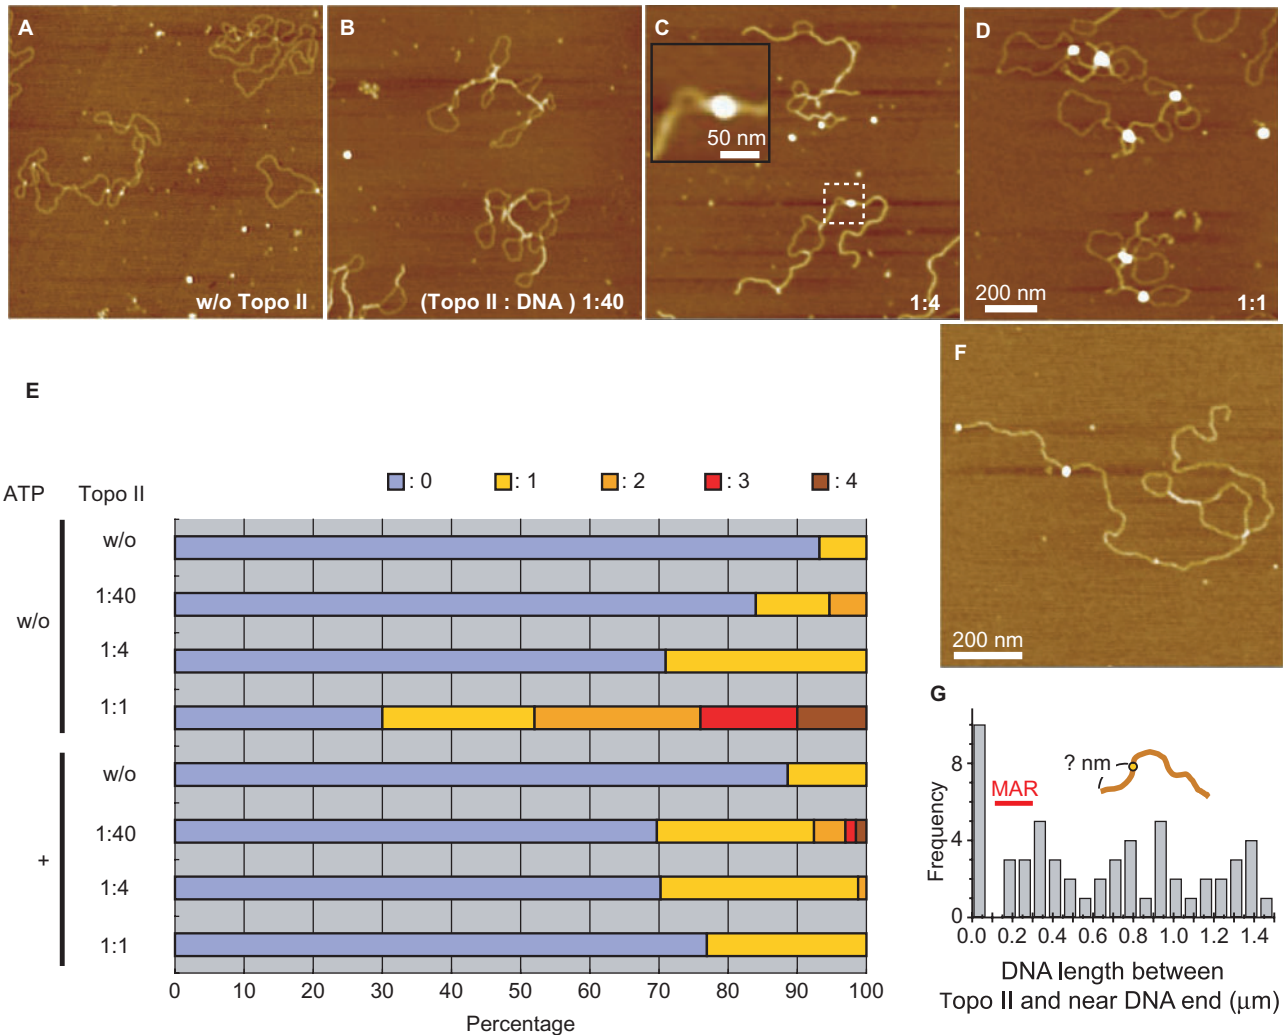 A
w/o Topo II
B
(Topo II : DNA ) 1:40
C
50 nm
1:4
D
200 nm
1:1
E
: 0
: 1
: 2
: 3
: 4
ATP
Topo II
w/o
w/o
1:40
1:4
1:1
+
w/o
1:40
1:4
1:1
0 10 20 30 40 50 60 70 80 90 100
Percentage
F
200 nm
G
? nm
MAR
Frequency
8
4
0
0.0 0.2 0.4 0.6 0.8 1.0 1.2 1.4
DNA length between
Topo II and near DNA end (μm)